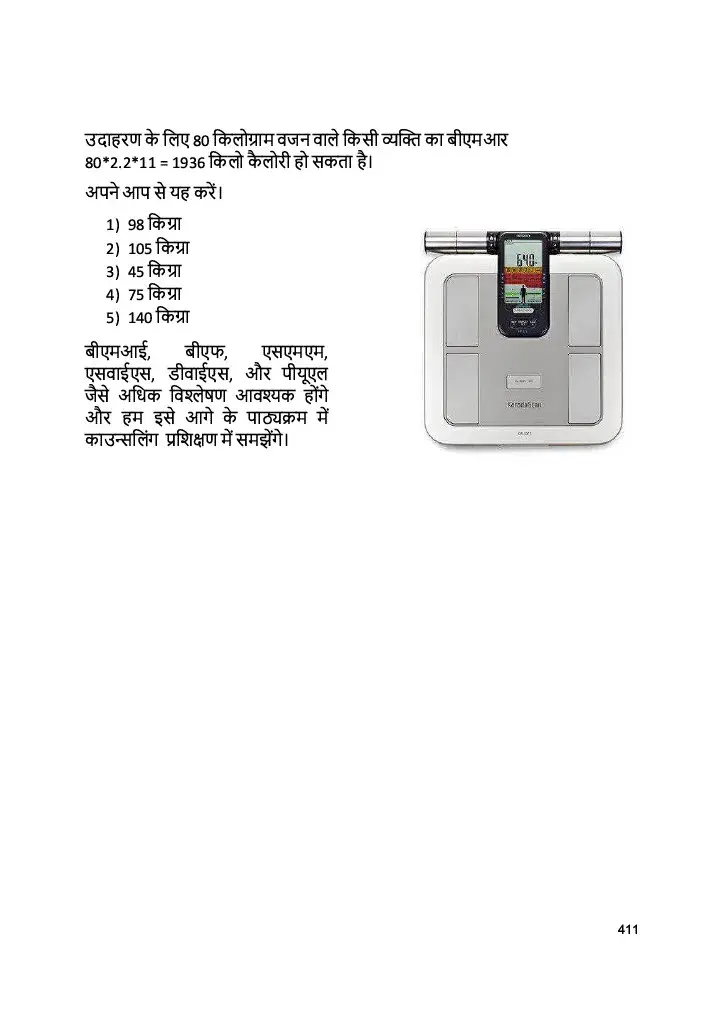 उदाहरण के लिए 80 किलोग्राम वजन वाले किसी व्यक्ति का बीएमआर
80*2.2*11 = 1936 किलो कैलोरी हो सकता है।
अपने आप से यह करें।
1) 98 किग्रा
2) 105 किग्रा
3) 45 किग्रा
4) 75 किग्रा
5) 140 किग्रा
बीएमआई, बीएफ, एसएमएम,
एसवाईएस, डीवाईएस, और पीयूएल
जैसे अधिक विश्लेषण आवश्यक होंगे
और हम इसे आगे के पाठ्यक्रम में
काउन्सलिंग प्रशिक्षण में समझेंगे।
640
411